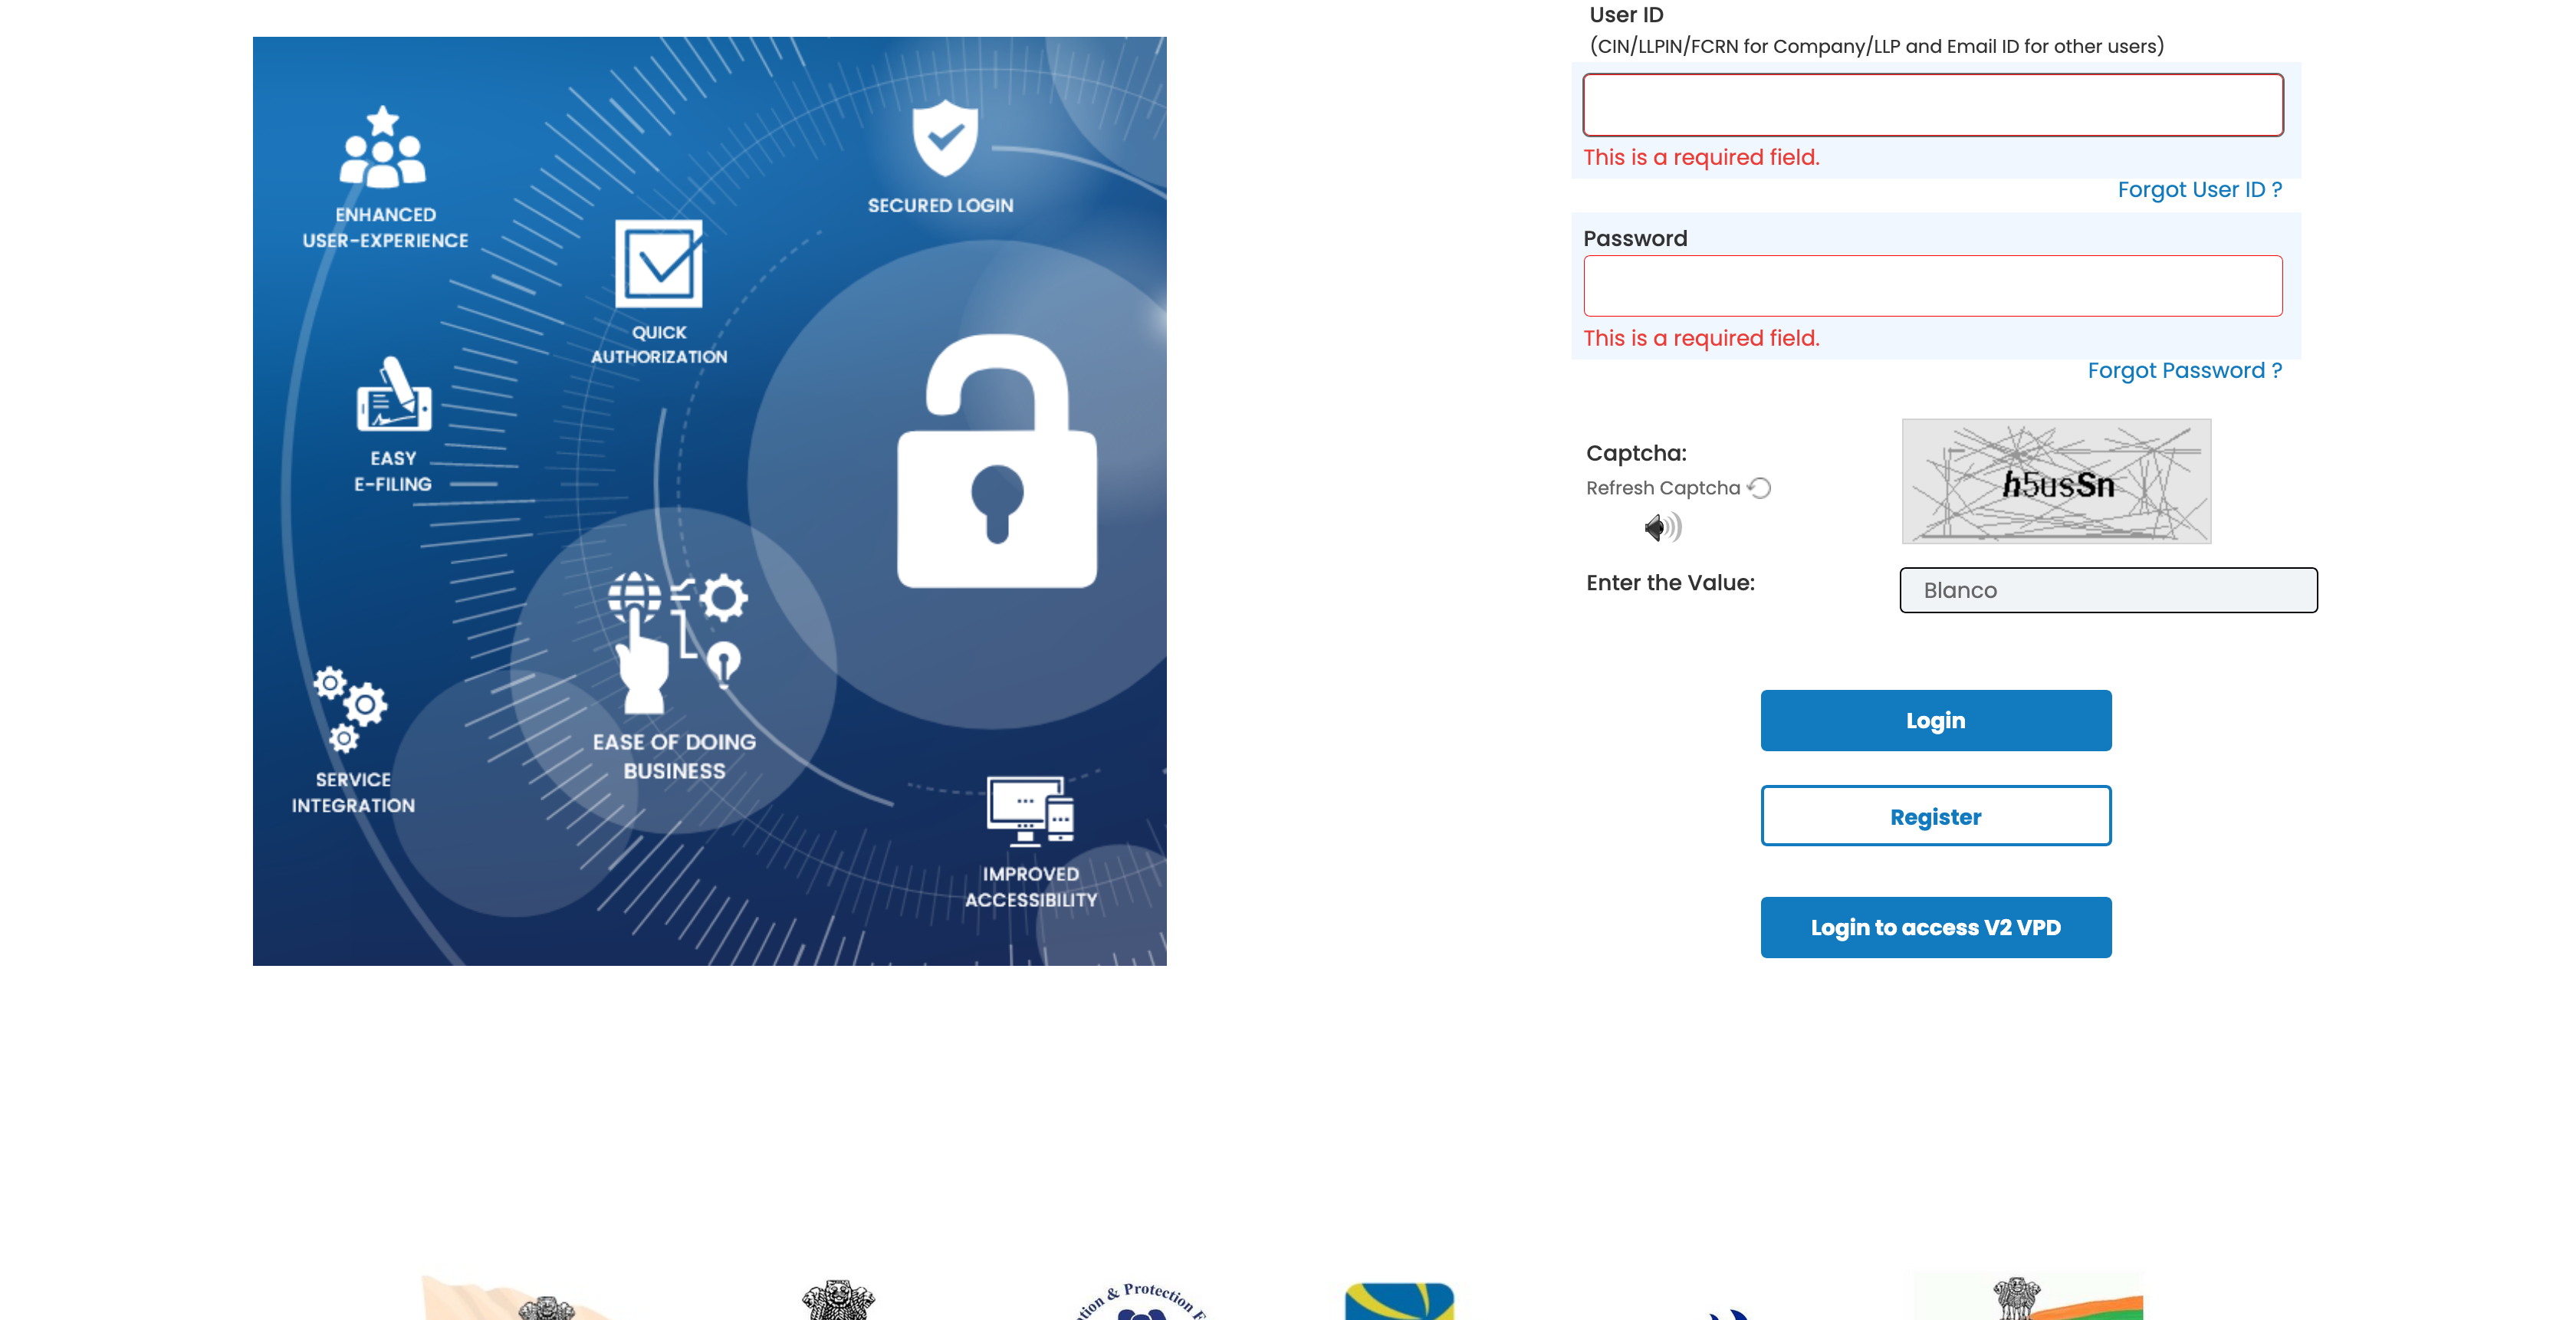 ENHANCED
USER-EXPERIENCE
SECURED LOGIN
QUICK
AUTHORIZATION
EASY
E-FILING
EASE OF DOING
BUSINESS
SERVICE
INTEGRATION
IMPROVED
ACCESSIBILITY
User ID
(CIN/LLPIN/FCRN for Company/LLP and Email ID for other users)
This is a required field.
Forgot User ID ?
Password
This is a required field.
Forgot Password ?
Captcha:
Refresh Captcha
h5usSn
Enter the Value:
Blanco
Login
Register
Login to access V2 VPD
& Protection